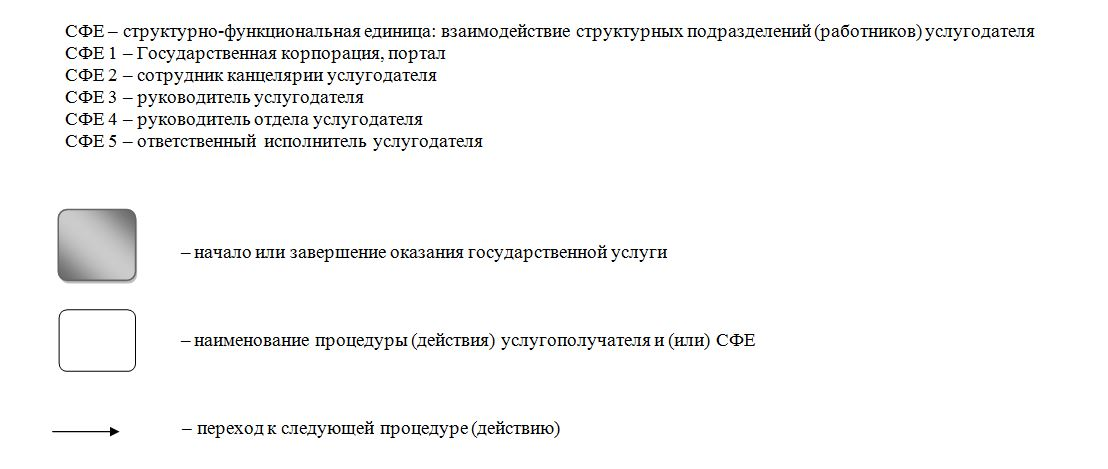 СФЕ – структурно-функциональная единица: взаимодействие структурных подразделений (работников) услугодателя
СФЕ 1 – Государственная корпорация, портал
СФЕ 2 – сотрудник канцелярии услугодателя
СФЕ 3 – руководитель услугодателя
СФЕ 4 – руководитель отдела услугодателя
СФЕ 5 – ответственный исполнитель услугодателя
– начало или завершение оказания государственной услуги
– наименование процедуры (действия) услугополучателя и (или) СФЕ
– переход к следующей процедуре (действию)